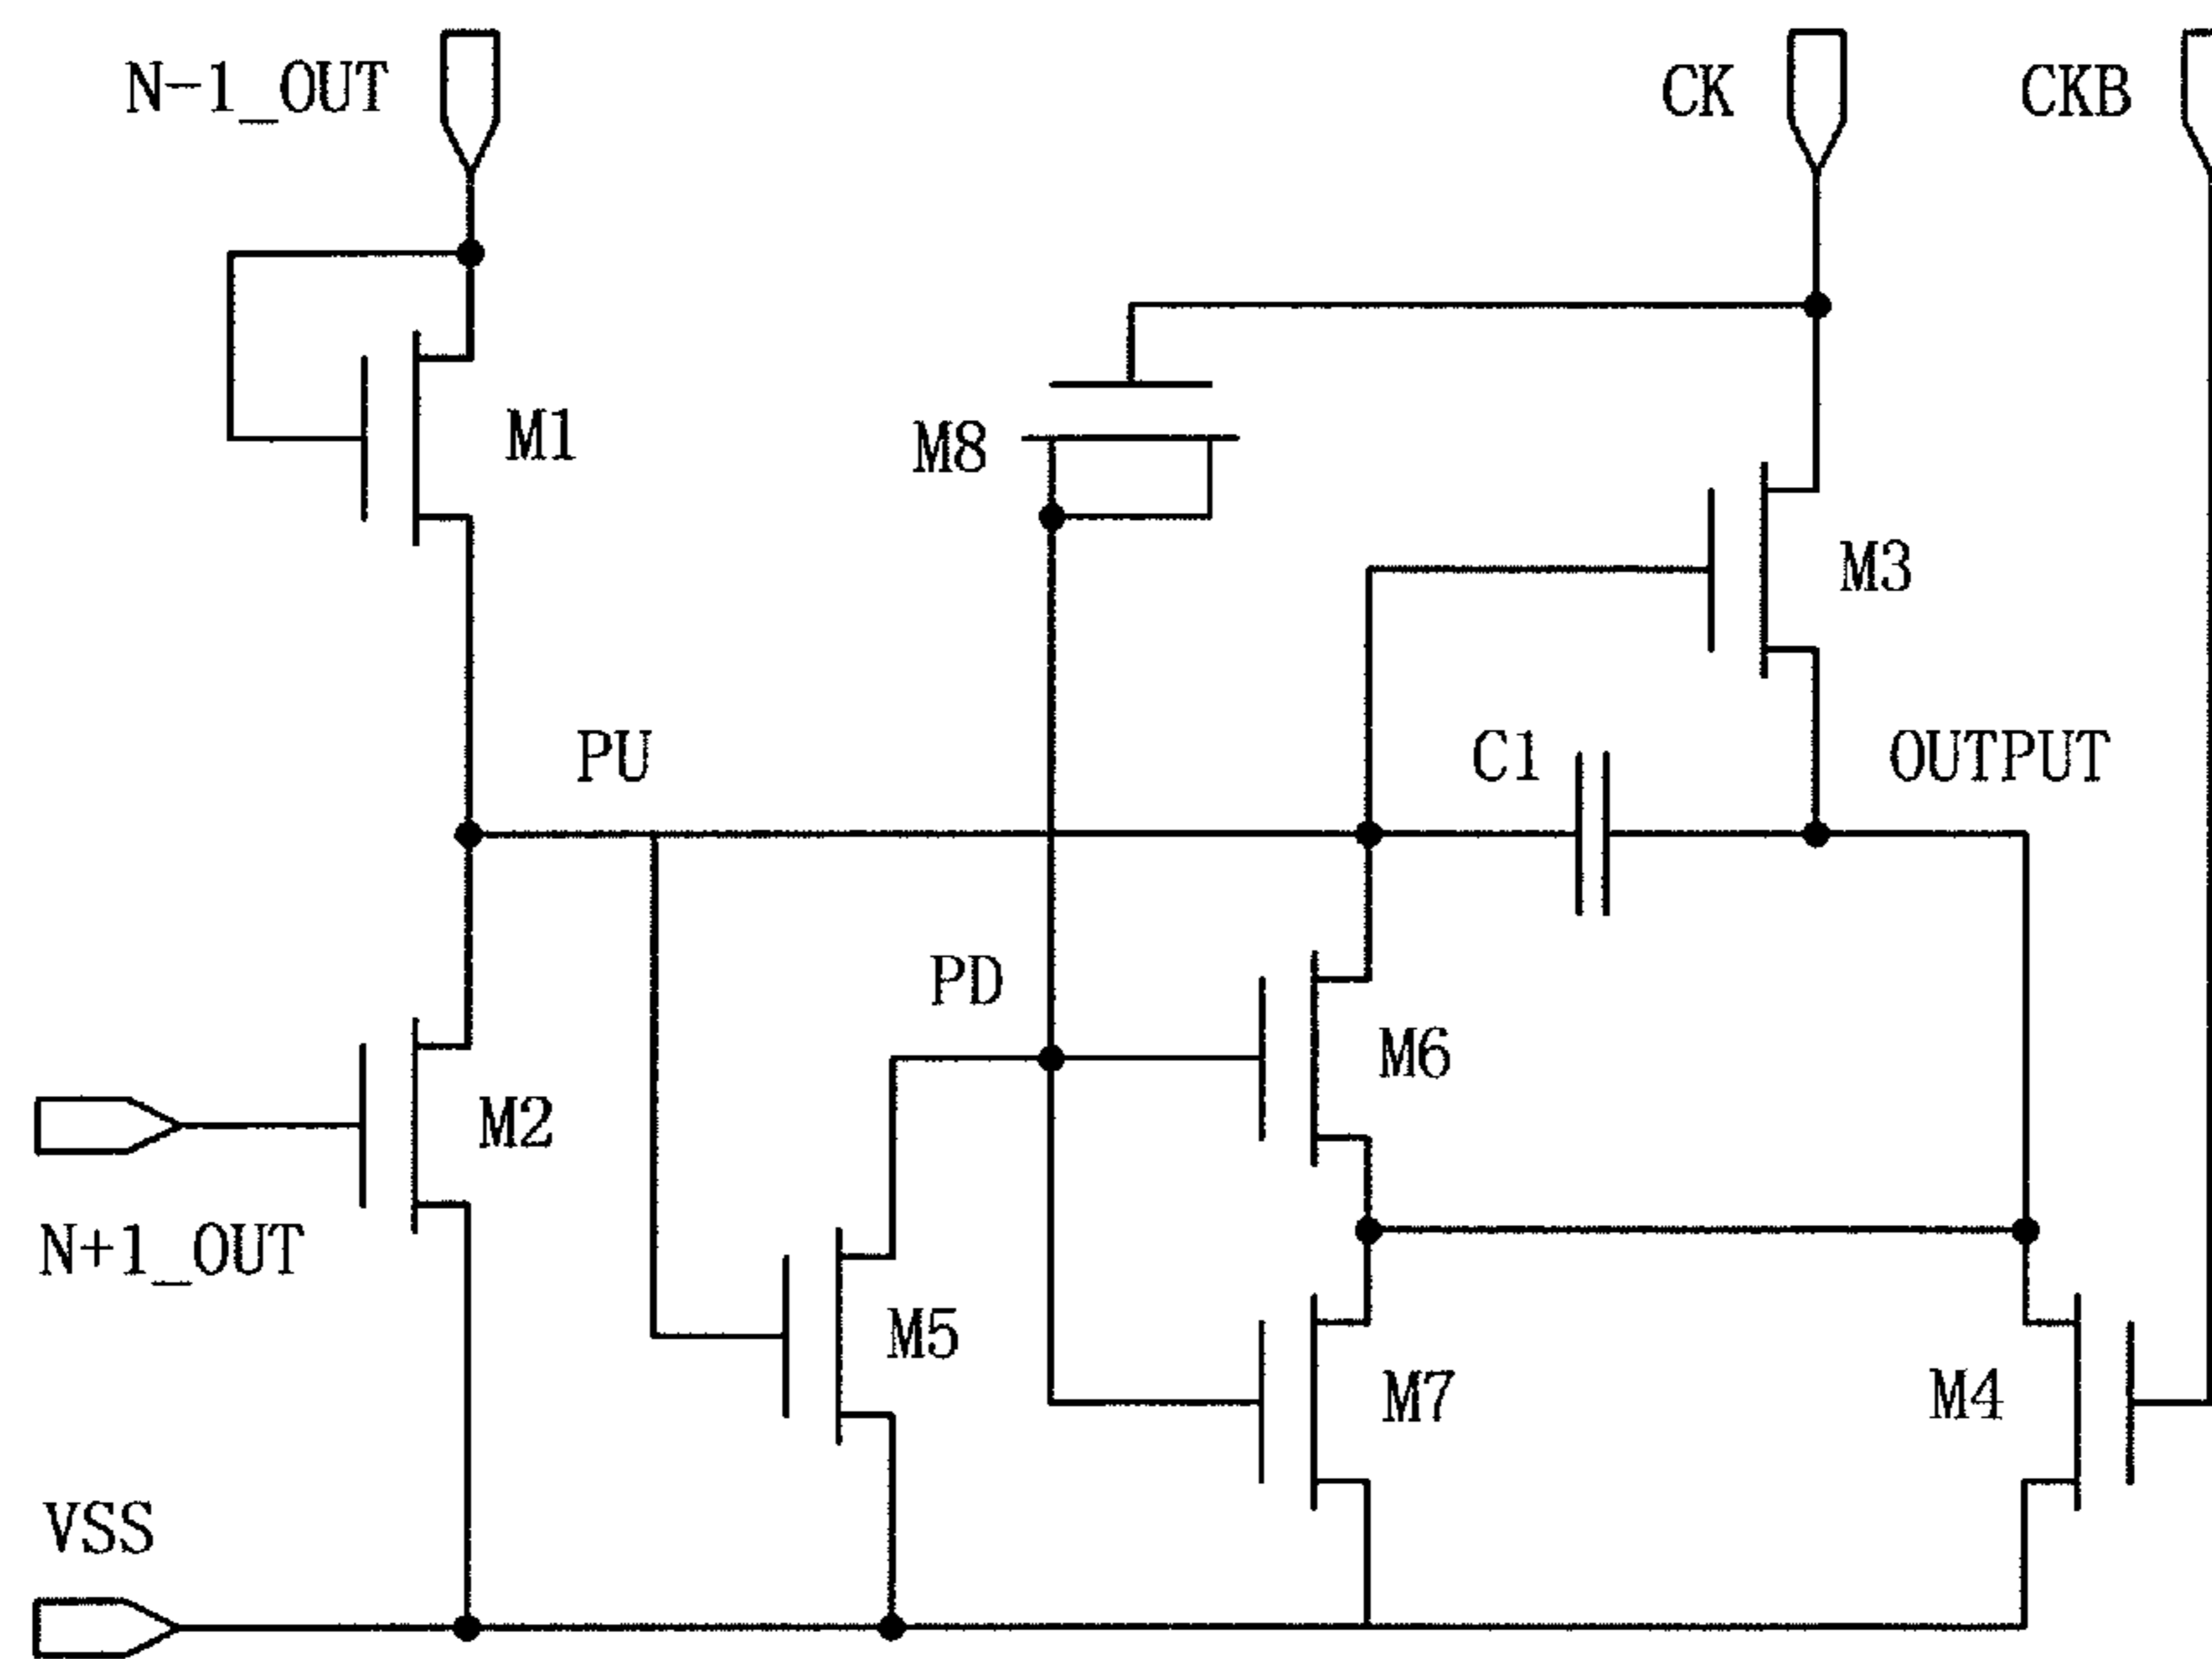 N-1_OUT
CK
CKB
M1
M8
M3
PU
C1
OUTPUT
PD
M6
M2
N+1_OUT
M5
M7
M4
VSS